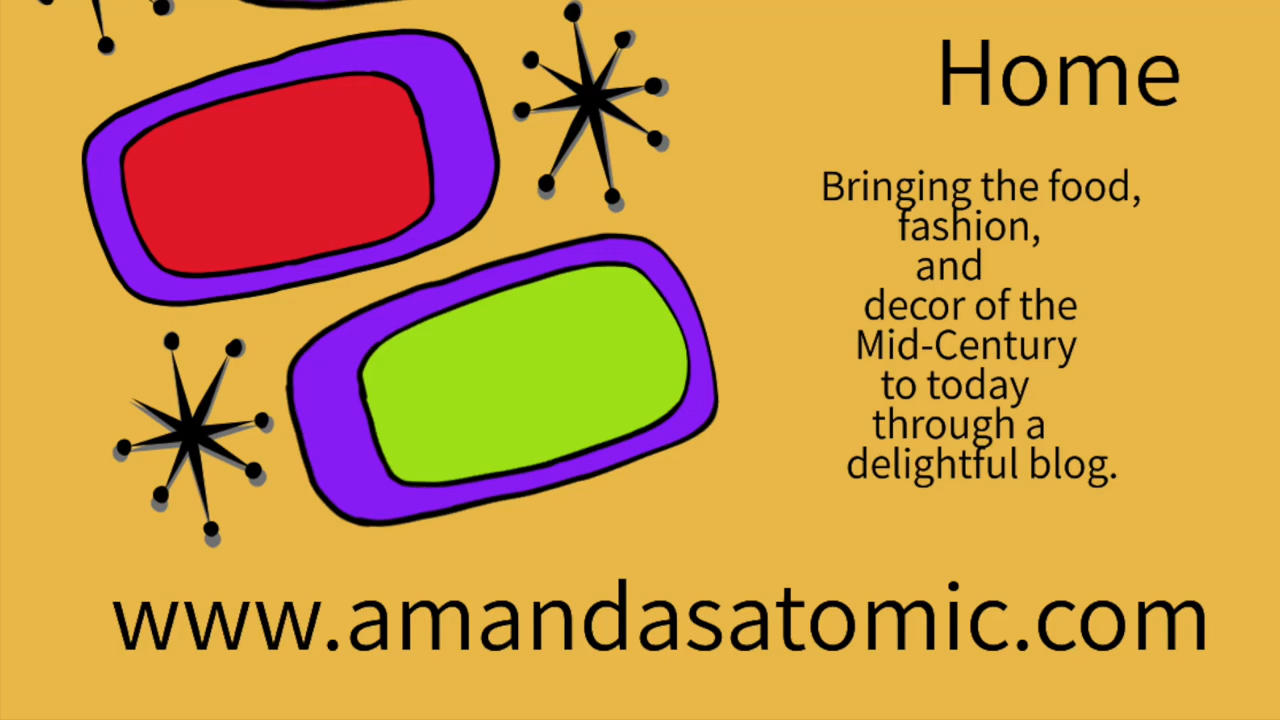 Home
Bringing the food,
fashion,
and
decor of the
Mid-Century
to today
through a
delightful blog.
www.amandasatomic.com